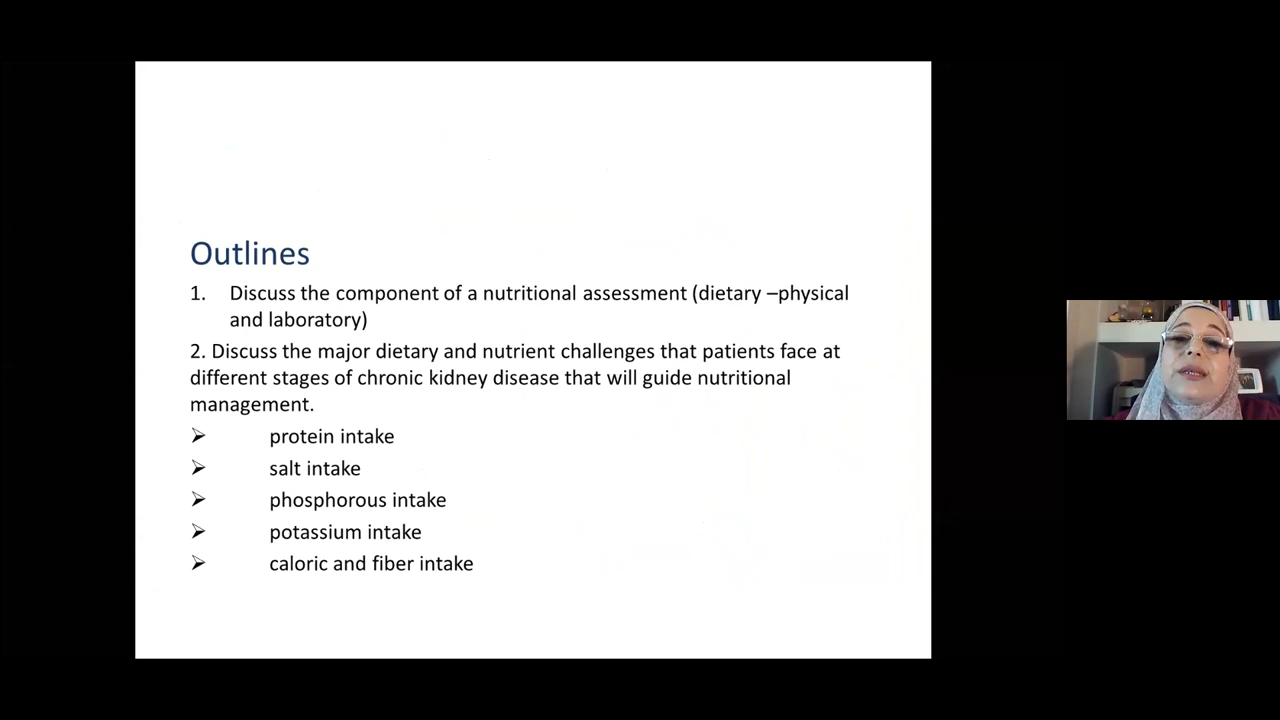 Outlines
1. Discuss the component of a nutritional assessment (dietary –physical
and laboratory)
2. Discuss the major dietary and nutrient challenges that patients face at
different stages of chronic kidney disease that will guide nutritional
management.
➢ protein intake
➢ salt intake
➢ phosphorous intake
➢ potassium intake
➢ caloric and fiber intake